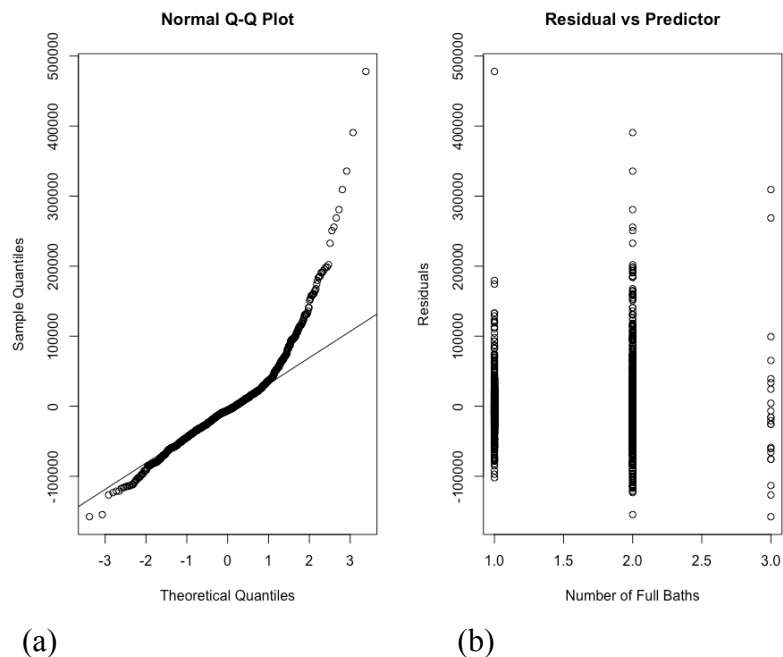 Normal Q-Q Plot
Sample Quantiles
-100000 0 100000 200000 300000 400000 500000
-3 -2 -1 0 1 2 3
Theoretical Quantiles
(a)
Residual vs Predictor
Residuals
-100000 0 100000 200000 300000 400000 500000
1.0 1.5 2.0 2.5 3.0
Number of Full Baths
(b)